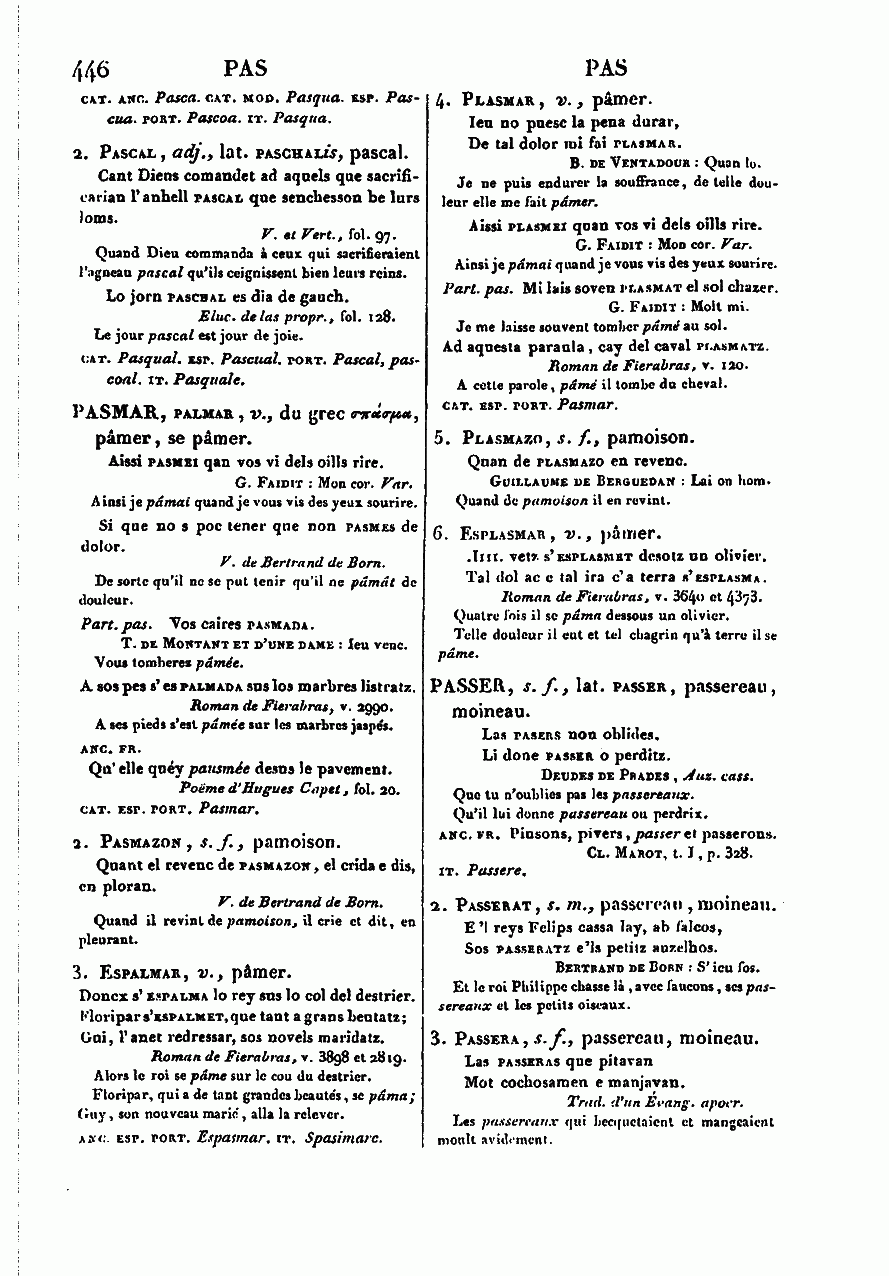 446 PAS PAS
CAT. ANC. Pasca. CAT. MOD. Pasqua. ESP. Pas-
cua. PORT. Pascoa. IT. Pasqua.
2. PASCAL, adj., lat. PASCHALis, pascal.
Cant Diens comandet ad aquels que sacrifi-
carian l'anhell PASCAL que senchesson be lurs
loms.
V. et Vert., fol. 97.
Quand Dieu commanda à ceux qui sacrifieraient
l'agneau pascal qu'ils ceignissent bien leurs reins.
Lo jorn PASCHAL es dia de gauch.
Eluc. de las propr., fol. 128.
Le jour pascal est jour de joie.
CAT. Pasqual. ESP. Pascual. PORT. Pascal, pas-
coal. IT. Pasquale.
PASMAR, PALMAR, v., du grec σπάσμα,
pâmer, se pâmer.
Aissi PASMEI qan vos vi dels oills rire.
G. FAIDIT : Mon cor. Var.
Ainsi je pámai quand je vous vis des yeux sourire.
Si que no s poc tener que non PASMES de
dolor.
V. de Bertrand de Born.
De sorte qu'il ne se put tenir qu'il ne pámát de
douleur.
Part. pas. Vos caires PASMADA.
T. DE MONTANT ET D'UNE DAME : Ieu venc.
Vous tomberez pámée.
A sos pes s'es PALMADA sus los marbres listratz.
Roman de Fierabras, v. 2990.
A ses pieds s'est pámée sur les marbres jaspés.
ANC. FR.
Qu'elle quéy pausmée desus le pavement.
Poëme d'Hugues Capet, fol. 20.
CAT. ESP. PORT. Pasmar.
2. PASMAZON, s. f., pamoison.
Quant el revenc de PASMAZON, el crida e dis,
en ploran.
V. de Bertrand de Born.
Quand il revint de pamoison, il crie et dit, en
pleurant.
3. ESPALMAR, v., pâmer.
Doncx s'ESPALMA lo rey sus lo col del destrier.
Floripar s'ESPALMET, que tant a grans beutatz;
Gui, l'anet redressar, sos novels maridatz.
Roman de Fierabras, v. 3898 et 2819.
Alors le roi se páme sur le cou du destrier.
Floripar, qui a de tant grandes beautés, se páma;
Guy, son nouveau marié, alla la relever.
ANC. ESP. PORT. Espasmar. IT. Spasimare.
4. PLASMAR, v., pâmer.
Ieu no puesc la pena durar,
De tal dolor mi fai PLASMAR.
B. DE VENTADOUR : Quan lo.
Je ne puis endurer la souffrance, de telle dou-
leur elle me fait pámer.
Aissi PLASMEI quan vos vi dels oills rire.
G. FAIDIT : Mon cor. Var.
Ainsi je pámai quand je vous vis des yeux sourire.
Part. pas. Mi lais soven PLASMAT el sol chazer.
G. FAIDIT : Molt mi.
Je me laisse souvent tomber pámé au sol.
Ad aquesta paraula, cay del caval PLASMATZ.
Roman de Fierabras, v. 120.
A cette parole, pámé il tombe du cheval.
CAT. ESP. PORT. Pasmar.
5. PLASMAZO, s. f., pamoison.
Quan de PLASMAZO en revenc.
GUILLAUME DE BERGUEDAN : Lai on hom.
Quand de pamoison il en revint.
6. ESPLASMAR, v., pâmer.
.IIII. vetz s'ESPLASMET desotz un olivier.
Tal dol ac e tal ira c'a terra s'ESPLASMA.
Roman de Fierabras, v. 3640 et 4373.
Quatre fois il se páma dessous un olivier.
Telle douleur il eut et tel chagrin qu'à terre il se
páme.
PASSER, s. f., lat. PASSER, passereau,
moineau.
Las PASERS non oblides.
Li done PASSER o perditz.
DEUDES DE PRADES, Auz. cass.
Que tu n'oublies pas les passereaux.
Qu'il lui donne passereau ou perdrix.
ANC. FR. Pinsons, pivers, passer et passerons.
CL. MAROT, t. I, p. 328.
IT. Passere.
2. PASSERAT, s. m., passereau, moineau.
E'l reys Felips cassa lay, ab falcos,
Sos PASSERATZ e'ls petitz auzelhos.
BERTRAND DE BORN : S'ieu fos.
Et le roi Philippe chasse là, avec faucons, ses pas-
sereaux et les petits oiseaux.
3. PASSERA, s. f., passereau, moineau.
Las PASSERAS que pitavan
Mot cochosamen e manjavan.
Trad. d'un Évang. apocr.
Les passereaux qui becquetaient et mangeaient
moult avidement.